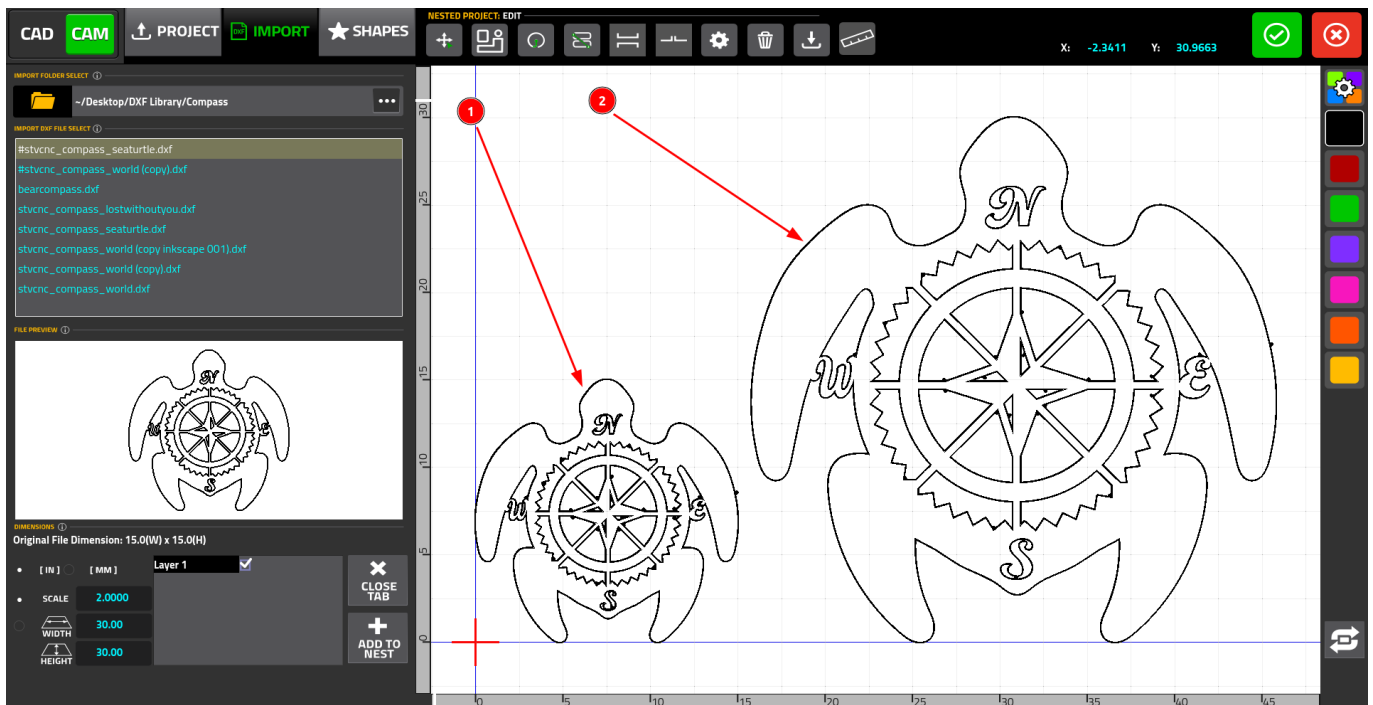 CAD CAM PROJECT DXF IMPORT SHAPES
NESTED PROJECT: EDIT
X: -2.3411 Y: 30.9663
IMPORT FOLDER SELECT
~/Desktop/DXF Library/Compass
IMPORT DXF FILE SELECT
#stvcnc_compass_seaturtle.dxf
#stvcnc_compass_world (copy).dxf
bearcompass.dxf
stvcnc_compass_lostwithoutyou.dxf
stvcnc_compass_seaturtle.dxf
stvcnc_compass_world (copy inkscape 001).dxf
stvcnc_compass_world (copy).dxf
stvcnc_compass_world.dxf
FILE PREVIEW
N
W E
S
DIMENSIONS
Original File Dimension: 15.0(W) x 15.0(H)
[ IN ] [ MM ]
SCALE 2.0000
WIDTH 30.00
HEIGHT 30.00
Layer 1
CLOSE
TAB
ADD TO
NEST
1
2
N
W E
S
N
W E
S
30
25
20
15
10
5
0
0 5 10 15 20 25 30 35 40 45